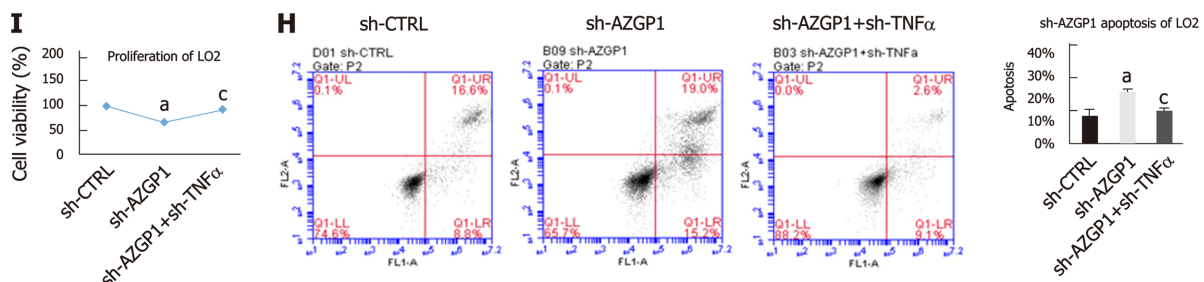 I
Proliferation of LO2
Cell viability (%)
200
150
100
50
0
a
c
sh-CTRL
sh-AZGP1
sh-AZGP1+sh-TNFα
H
sh-CTRL
D01 sh-CTRL
Gate: P2
Q1-UL
0.1%
Q1-UR
16.6%
Q1-LL
74.6%
Q1-LR
8.8%
FL2-A
FL1-A
sh-AZGP1
B09 sh-AZGP1
Gate: P2
Q1-UL
0.1%
Q1-UR
19.0%
Q1-LL
65.7%
Q1-LR
15.2%
FL2-A
FL1-A
sh-AZGP1+sh-TNFα
B03 sh-AZGP1+sh-TNFa
Gate: P2
Q1-UL
0.0%
Q1-UR
2.6%
Q1-LL
88.2%
Q1-LR
9.1%
FL2-A
FL1-A
sh-AZGP1 apoptosis of LO2
Apoptosis
40%
30%
20%
10%
0%
a
c
sh-CTRL
sh-AZGP1
sh-AZGP1+sh-TNFα